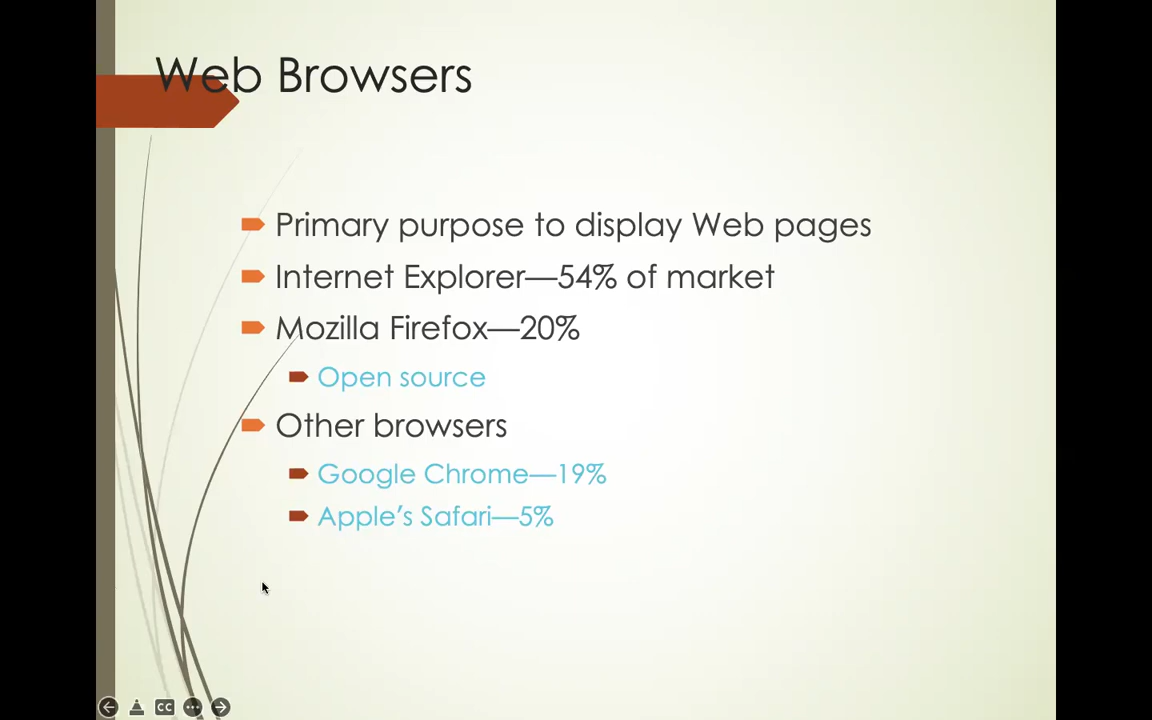 Web Browsers
Primary purpose to display Web pages
Internet Explorer—54% of market
Mozilla Firefox—20%
Open source
Other browsers
Google Chrome—19%
Apple’s Safari—5%
CC